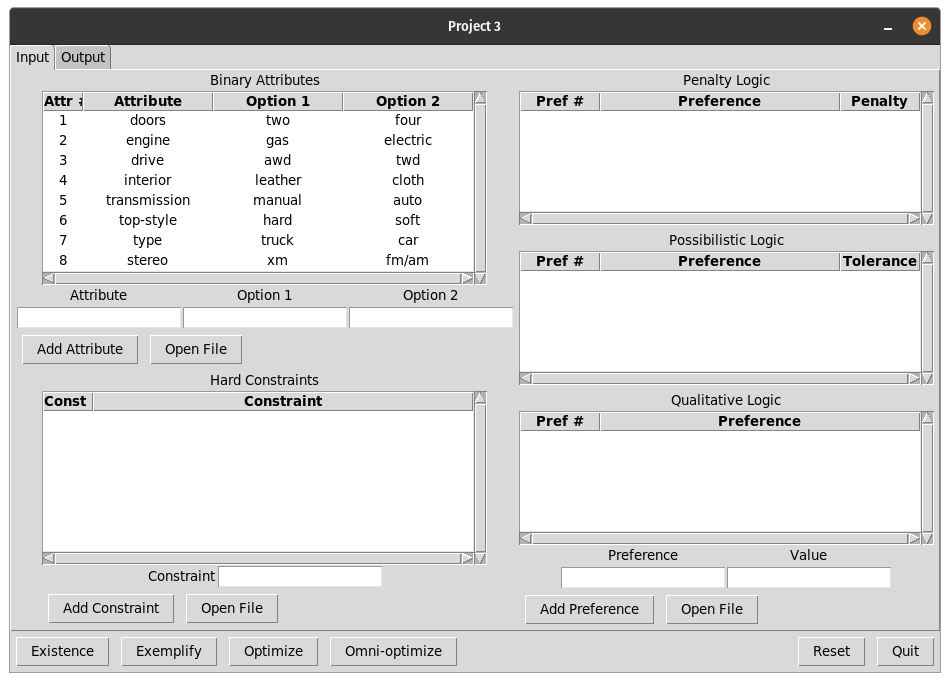 Project 3
Input Output
Binary Attributes
Attr # Attribute Option 1 Option 2
1 doors two four
2 engine gas electric
3 drive awd twd
4 interior leather cloth
5 transmission manual auto
6 top-style hard soft
7 type truck car
8 stereo xm fm/am
Attribute Option 1 Option 2
Add Attribute Open File
Hard Constraints
Const Constraint
Constraint
Add Constraint Open File
Penalty Logic
Pref # Preference Penalty
Possibilistic Logic
Pref # Preference Tolerance
Qualitative Logic
Pref # Preference
Preference Value
Add Preference Open File
Existence Exemplify Optimize Omni-optimize Reset Quit